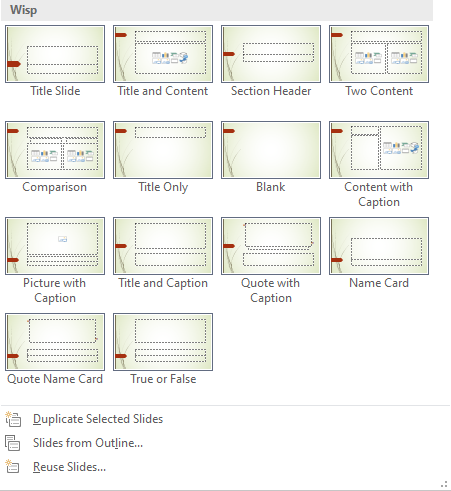 Wisp
Title Slide
Title and Content
Section Header
Two Content
Comparison
Title Only
Blank
Content with
Caption
Picture with
Caption
Title and Caption
Quote with
Caption
Name Card
Quote Name Card
True or False
Duplicate Selected Slides
Slides from Outline...
Reuse Slides...